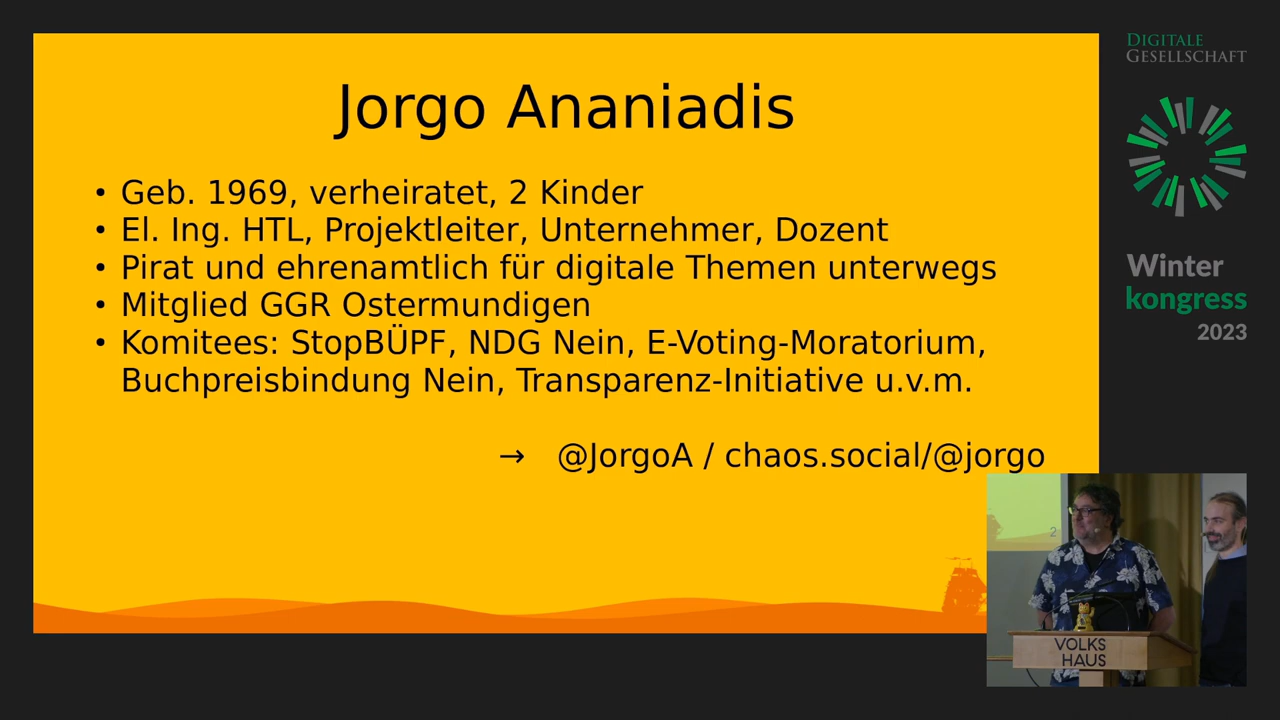 Jorgo Ananiadis
• Geb. 1969, verheiratet, 2 Kinder
• El. Ing. HTL, Projektleiter, Unternehmer, Dozent
• Pirat und ehrenamtlich für digitale Themen unterwegs
• Mitglied GGR Ostermundigen
• Komitees: StopBÜPF, NDG Nein, E-Voting-Moratorium,
Buchpreisbindung Nein, Transparenz-Initiative u.v.m.
→ @JorgoA / chaos.social/@jorgo
DIGITALE
GESELLSCHAFT
Winter
kongress
2023
2
VOLKS
HAUS